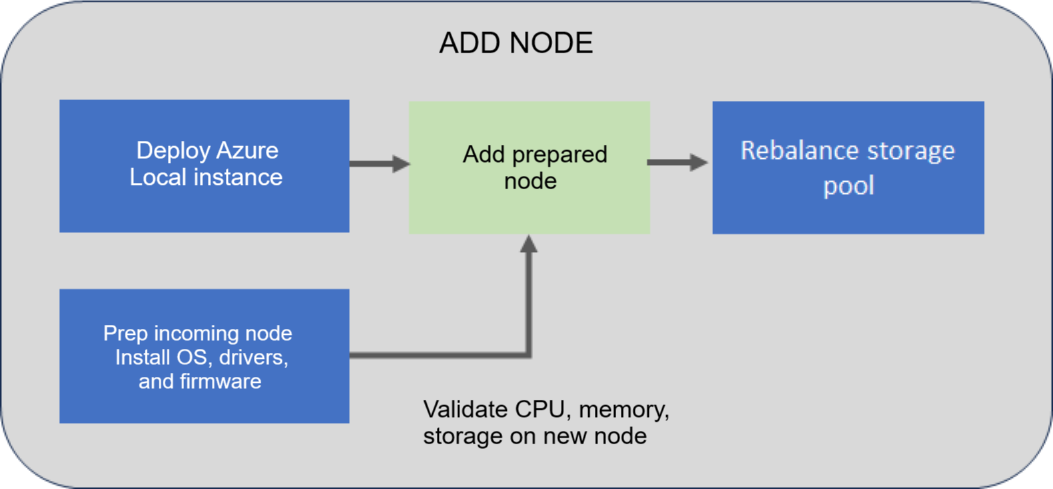 ADD NODE
Deploy Azure
Local instance
Add prepared
node
Rebalance storage
pool
Prep incoming node
Install OS, drivers,
and firmware
Validate CPU, memory,
storage on new node